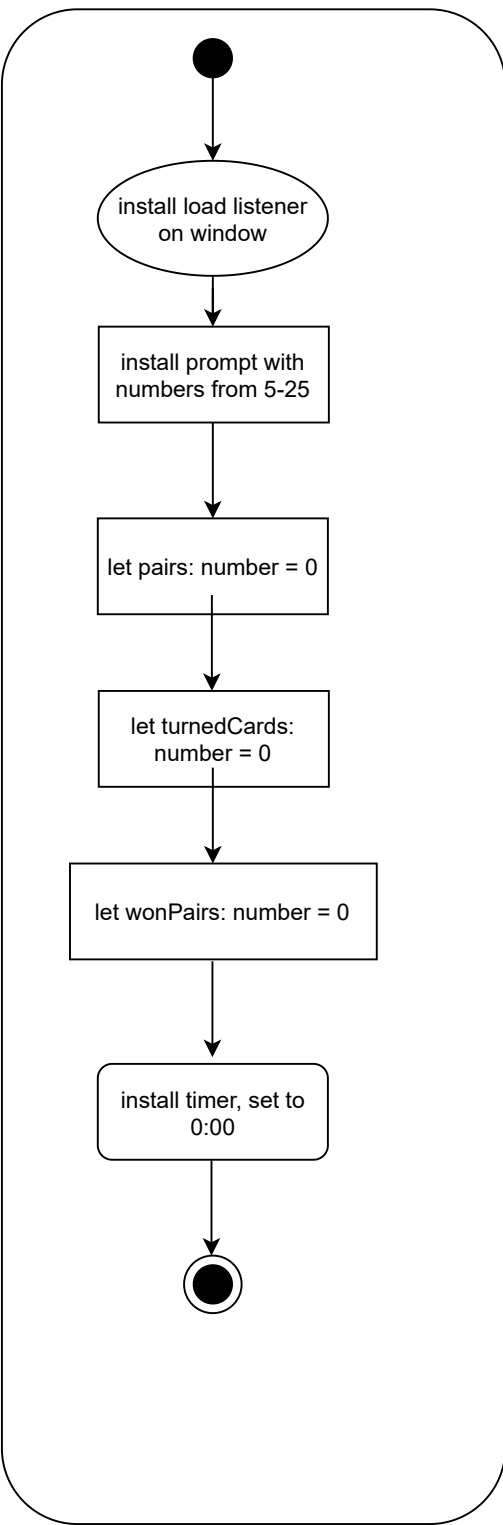 install load listener
on window
install prompt with
numbers from 5-25
let pairs: number = 0
let turnedCards:
number = 0
let wonPairs: number = 0
install timer, set to
0:00